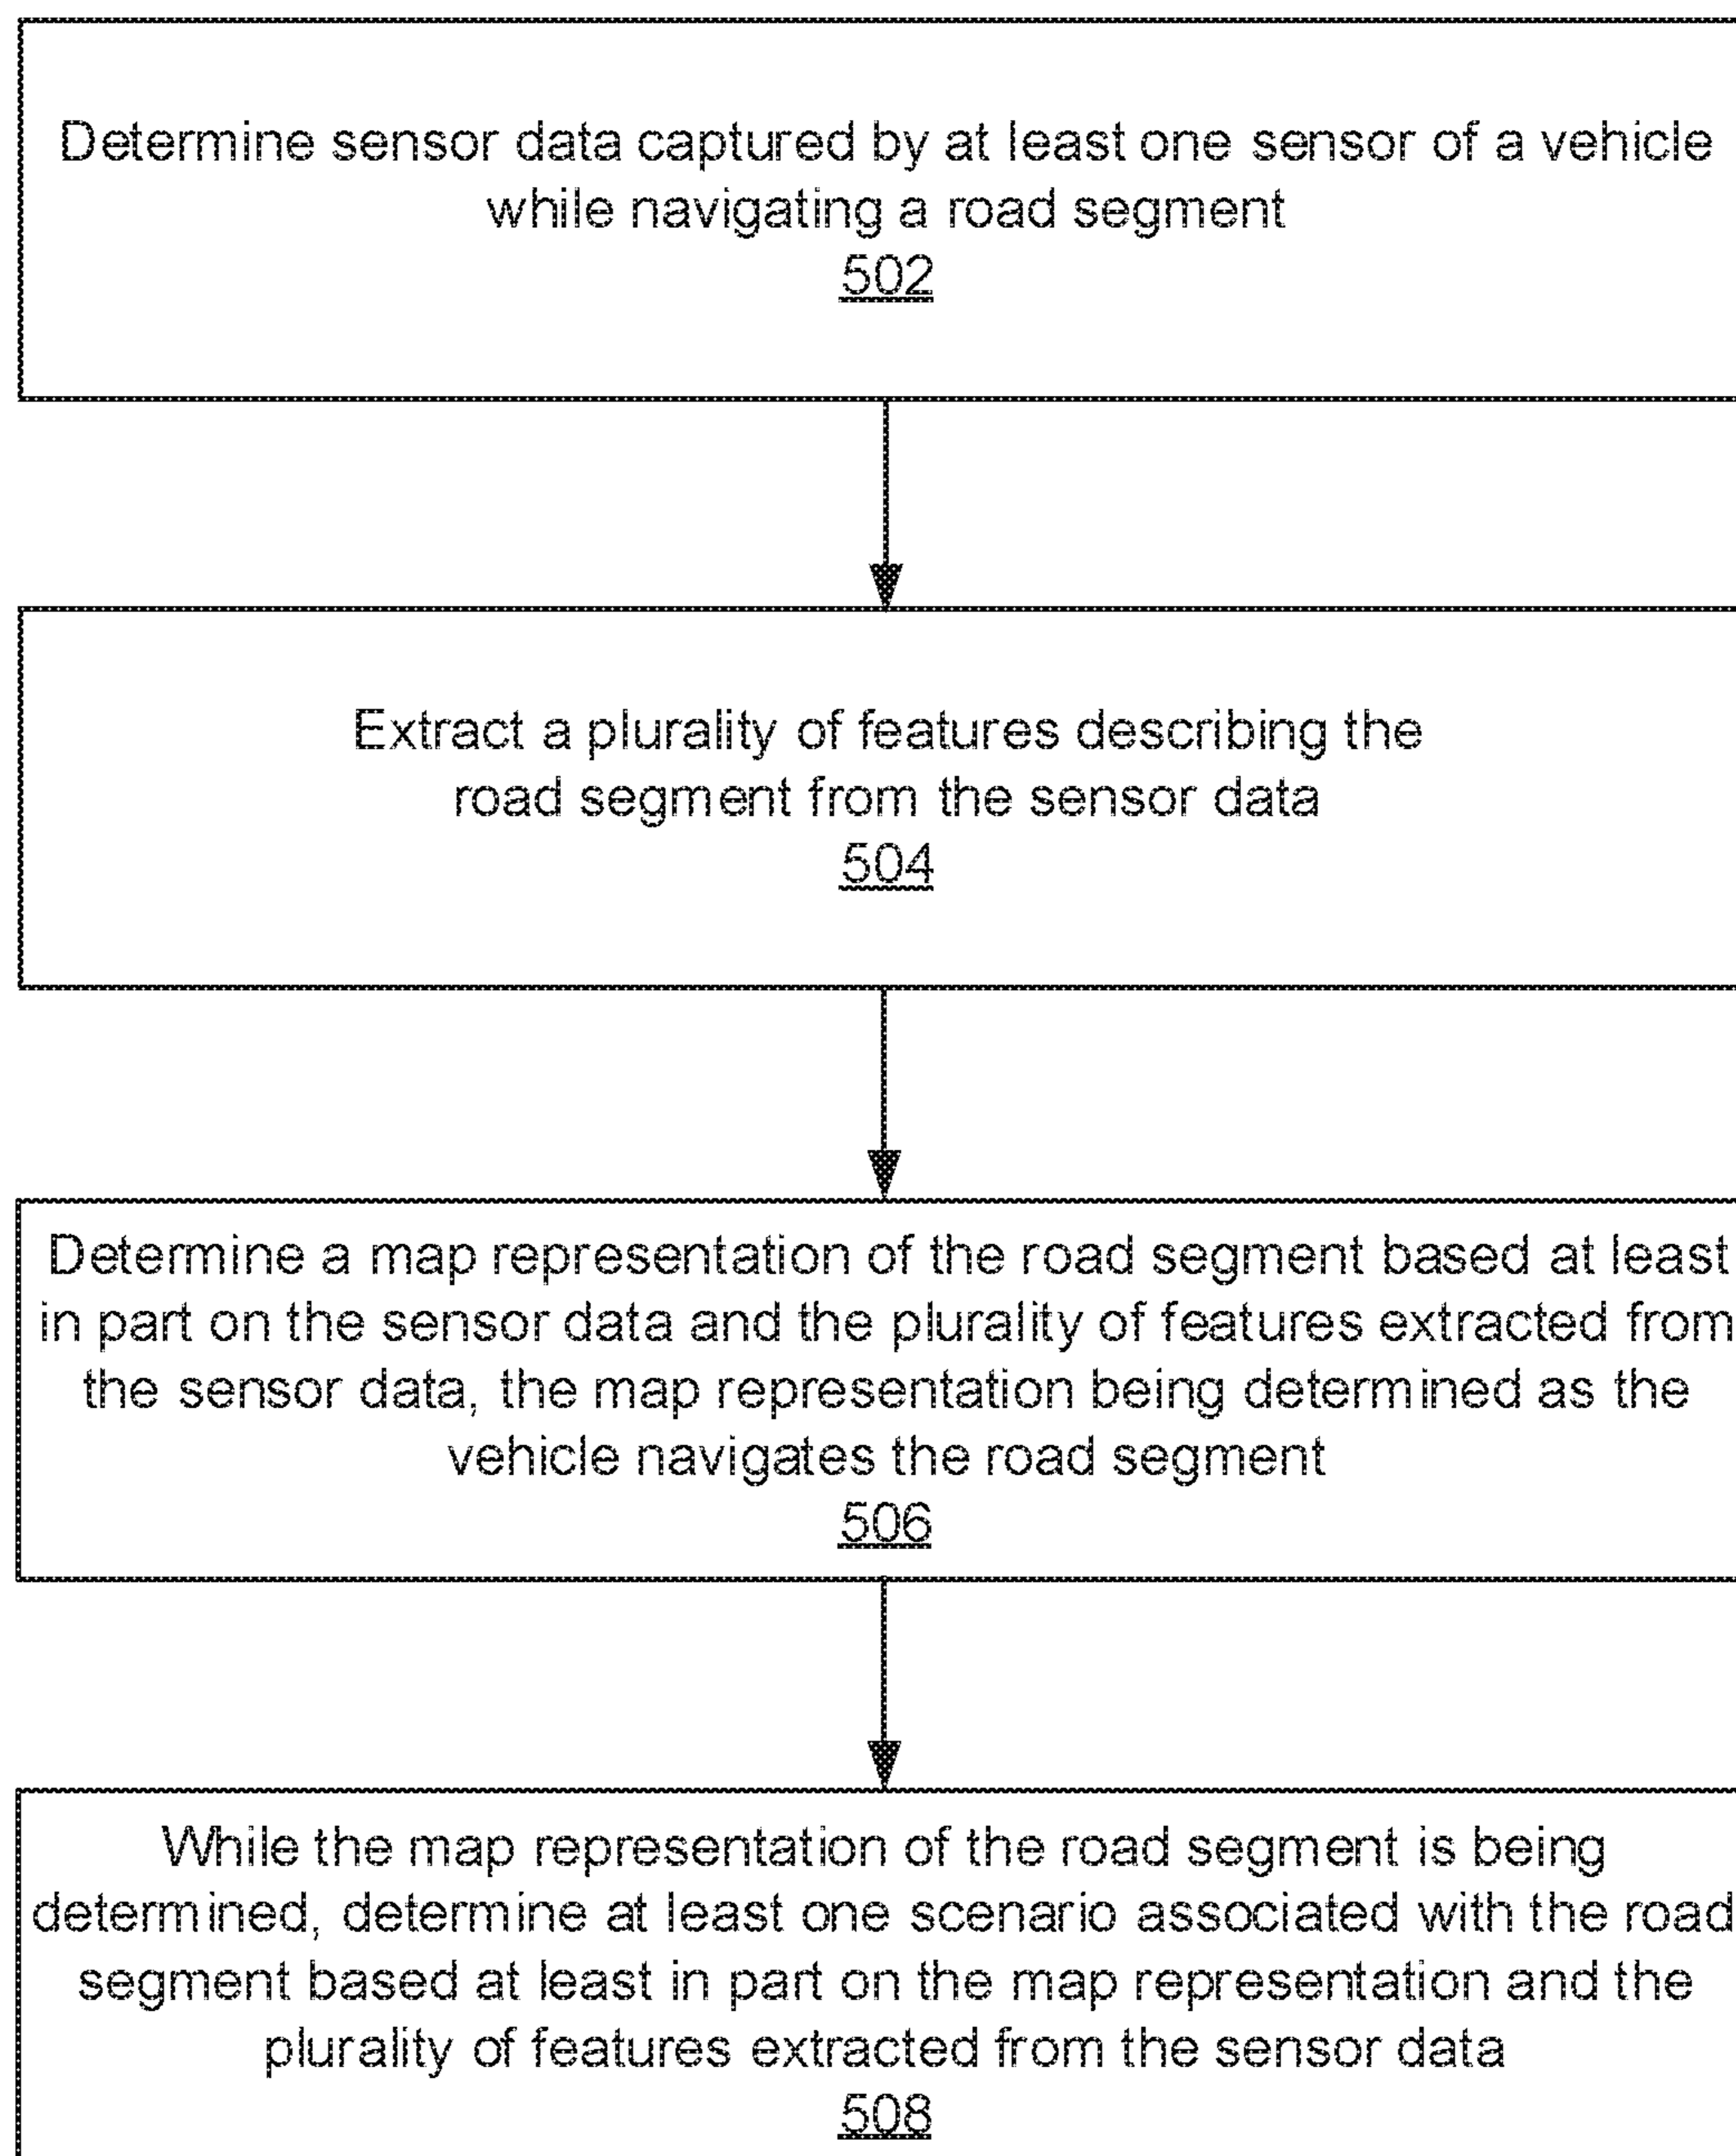 Determine sensor data captured by at least one sensor of a vehicle
while navigating a road segment
502
Extract a plurality of features describing the
road segment from the sensor data
504
Determine a map representation of the road segment based at least
in part on the sensor data and the plurality of features extracted from
the sensor data, the map representation being determined as the
vehicle navigates the road segment
506
While the map representation of the road segment is being
determined, determine at least one scenario associated with the road
segment based at least in part on the map representation and the
plurality of features extracted from the sensor data
508